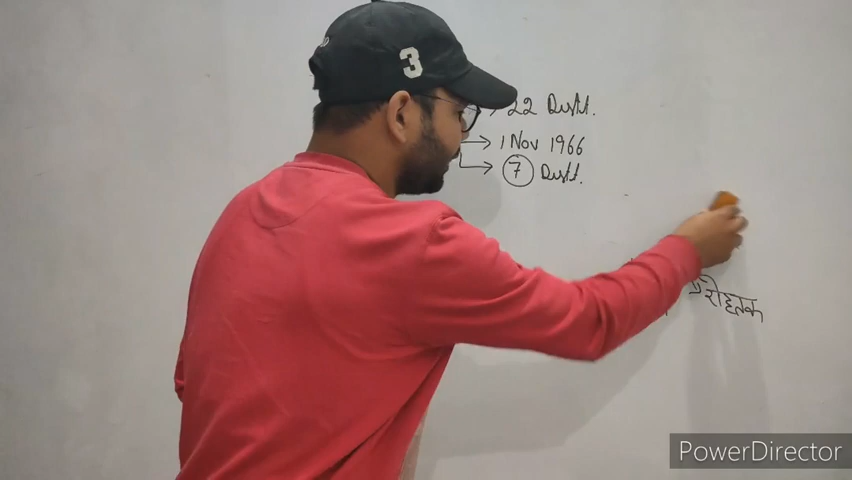 3
→ 22 Distt.
→ 1 Nov 1966
→ 7 Distt.
रोहतक
PowerDirector